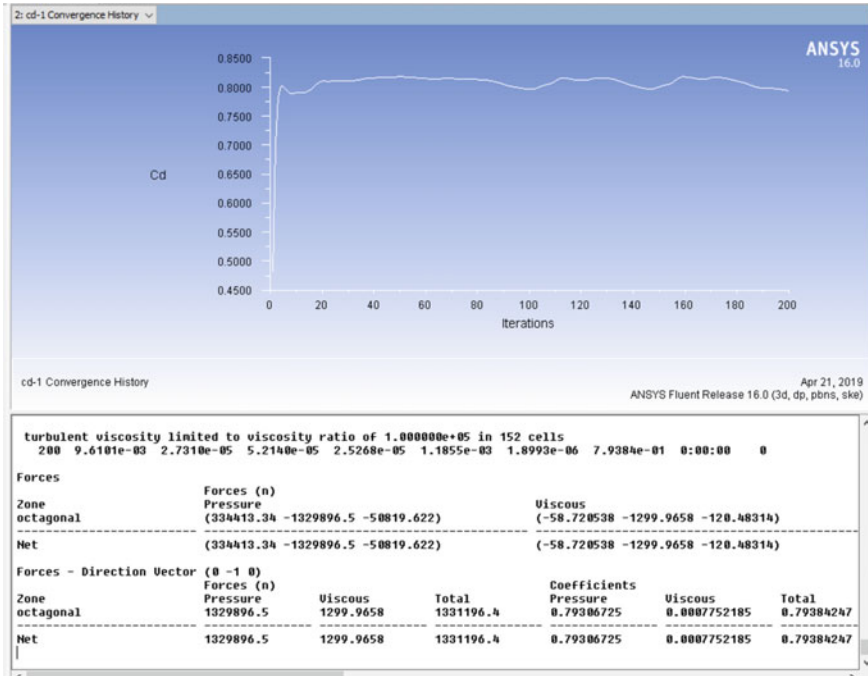 2: cd-1 Convergence History
ANSYS
16.0
0.8500
0.8000
0.7500
0.7000
0.6500
0.6000
0.5500
0.5000
0.4500
Cd
0 20 40 60 80 100 120 140 160 180 200
Iterations
cd-1 Convergence History
Apr 21, 2019
ANSYS Fluent Release 16.0 (3d, dp, pbns, ske)
turbulent viscosity limited to viscosity ratio of 1.000000e+05 in 152 cells
200 9.6101e-03 2.7310e-05 5.2140e-05 2.5268e-05 1.1855e-03 1.8993e-06 7.9384e-01 0:00:00 0
Forces
Forces (n)
Zone Pressure Viscous
octagonal (334413.34 -1329896.5 -50819.622) (-58.720538 -1299.9658 -120.48314)
Net (334413.34 -1329896.5 -50819.622) (-58.720538 -1299.9658 -120.48314)
Forces - Direction Vector (0 -1 0)
Forces (n) Coefficients
Zone Pressure Viscous Total Pressure Viscous Total
octagonal 1329896.5 1299.9658 1331196.4 0.79306725 0.0007752185 0.79384247
Net 1329896.5 1299.9658 1331196.4 0.79306725 0.0007752185 0.79384247